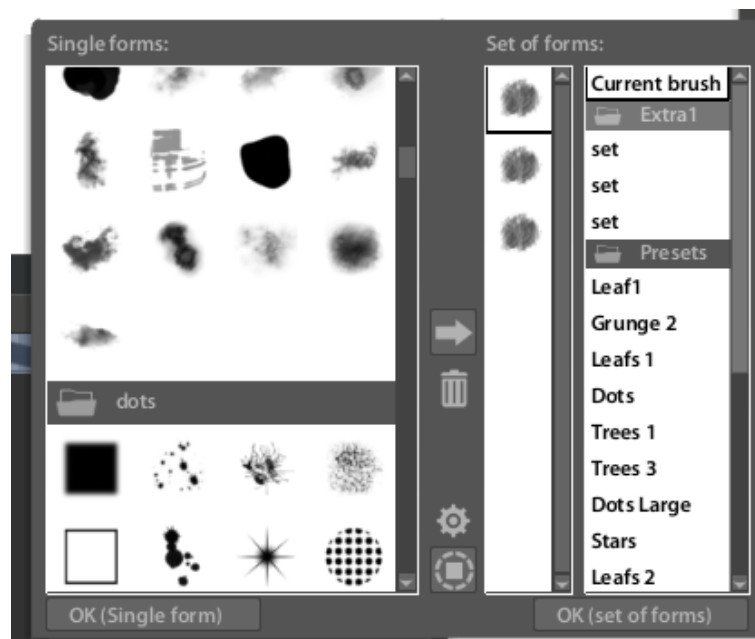 Single forms:
Set of forms:
Current brush
Extra1
set
set
set
Presets
Leaf1
Grunge 2
Leafs 1
Dots
Trees 1
Trees 3
Dots Large
Stars
Leafs 2
dots
OK (Single form)
OK (set of forms)